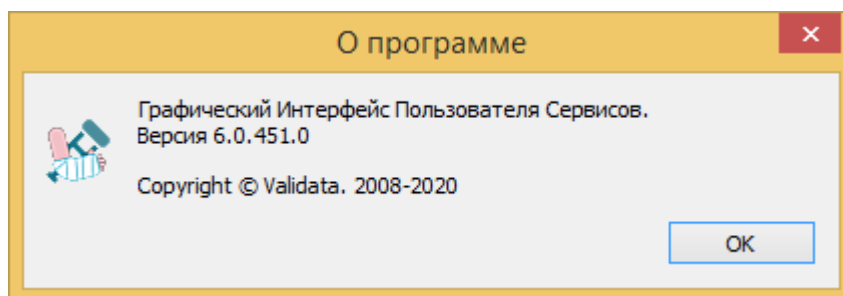 О программе
Графический Интерфейс Пользователя Сервисов.
Версия 6.0.451.0
Copyright © Validata. 2008-2020
OK